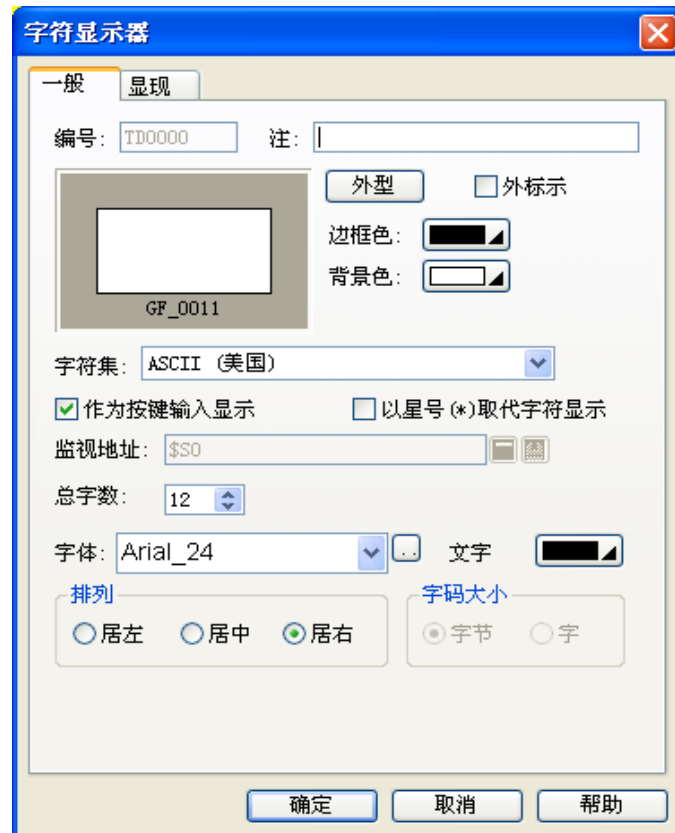 字符显示器
一般 显现
编号: TD0000 注:
外型 外标示
边框色:
背景色:
GF_0011
字符集: ASCII (美国)
作为按键输入显示 以星号(*)取代字符显示
监视地址: $S0
总字数: 12
字体: Arial_24 .. 文字
排列 字码大小
居左 居中 居右 字节 字
确定 取消 帮助